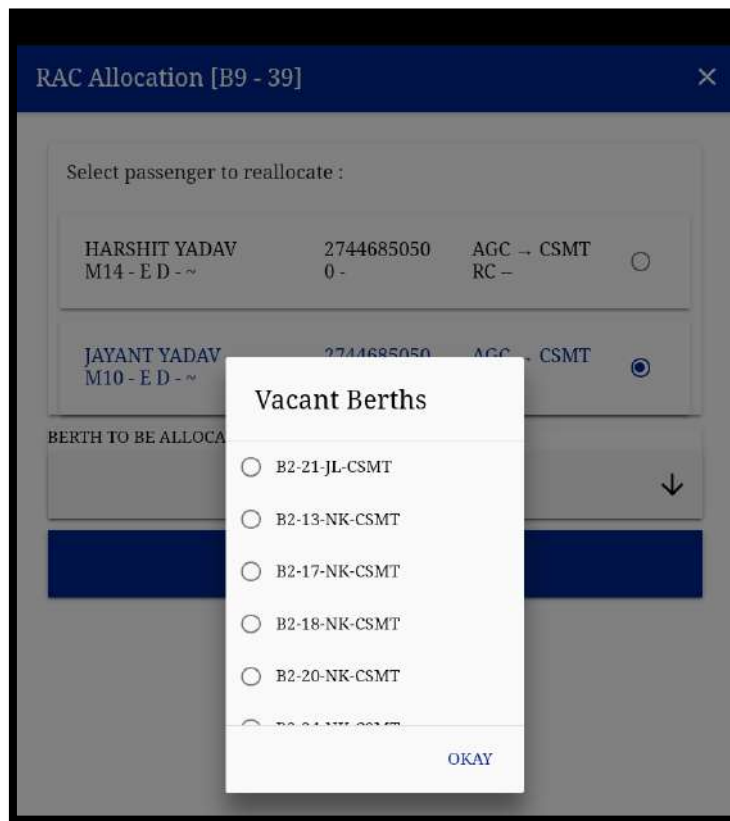 RAC Allocation [B9 - 39]
Select passenger to reallocate :
HARSHIT YADAV 2744685050 AGC → CSMT
M14 - E D - ~ 0 - RC --
JAYANT YADAV 2744685050 AGC → CSMT
M10 - E D - ~
BERTH TO BE ALLOCA
Vacant Berths
B2-21-JL-CSMT
B2-13-NK-CSMT
B2-17-NK-CSMT
B2-18-NK-CSMT
B2-20-NK-CSMT
OKAY